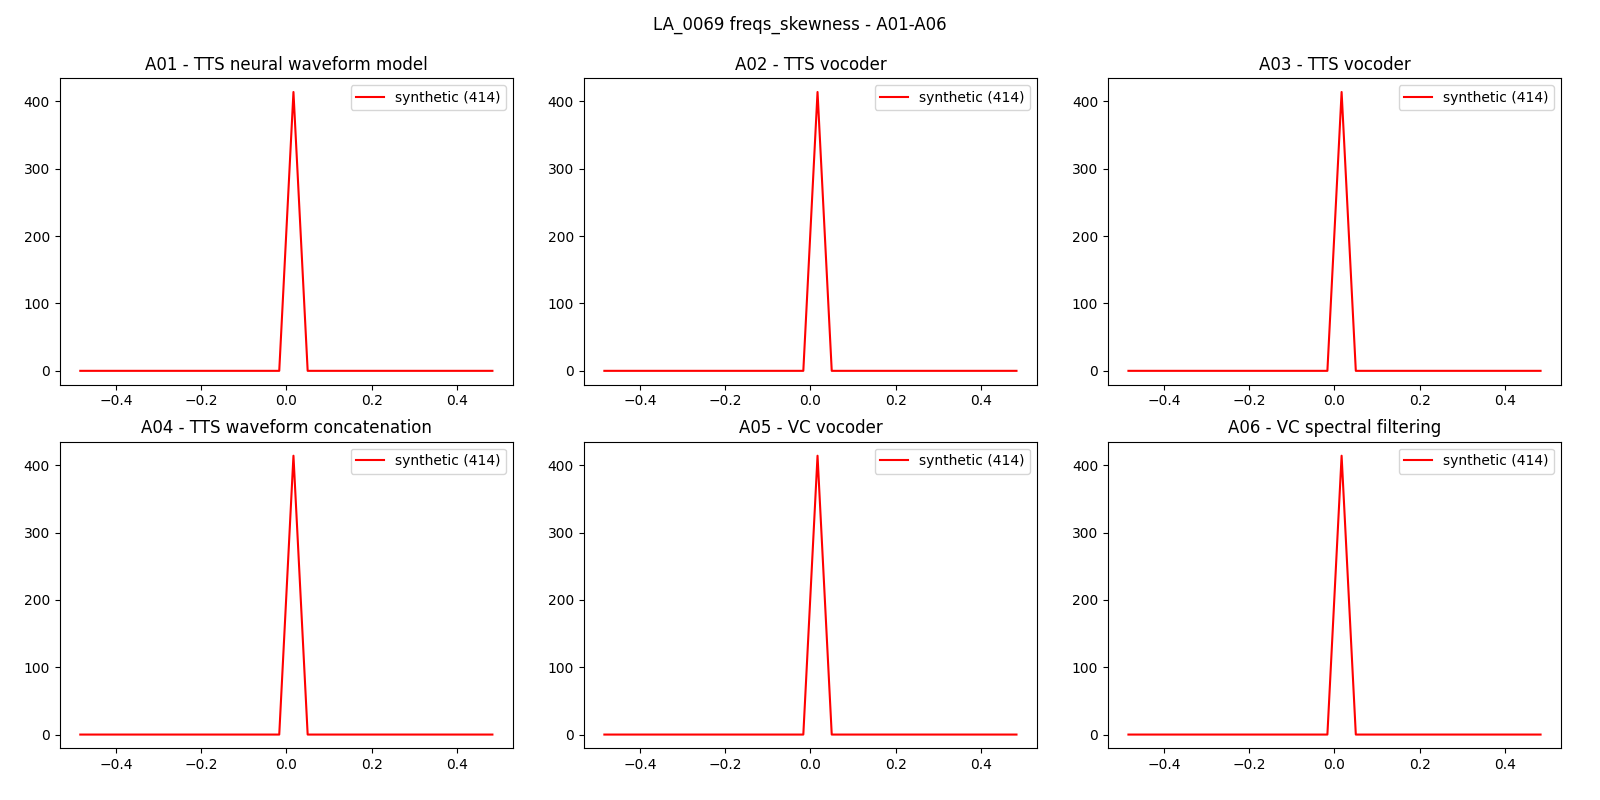 LA_0069 freqs_skewness - A01-A06
A01 - TTS neural waveform model
A02 - TTS vocoder
A03 - TTS vocoder
synthetic (414)
synthetic (414)
synthetic (414)
400
300
200
100
0
400
300
200
100
0
400
300
200
100
0
−0.4 −0.2 0.0 0.2 0.4
−0.4 −0.2 0.0 0.2 0.4
−0.4 −0.2 0.0 0.2 0.4
A04 - TTS waveform concatenation
A05 - VC vocoder
A06 - VC spectral filtering
synthetic (414)
synthetic (414)
synthetic (414)
400
300
200
100
0
400
300
200
100
0
400
300
200
100
0
−0.4 −0.2 0.0 0.2 0.4
−0.4 −0.2 0.0 0.2 0.4
−0.4 −0.2 0.0 0.2 0.4